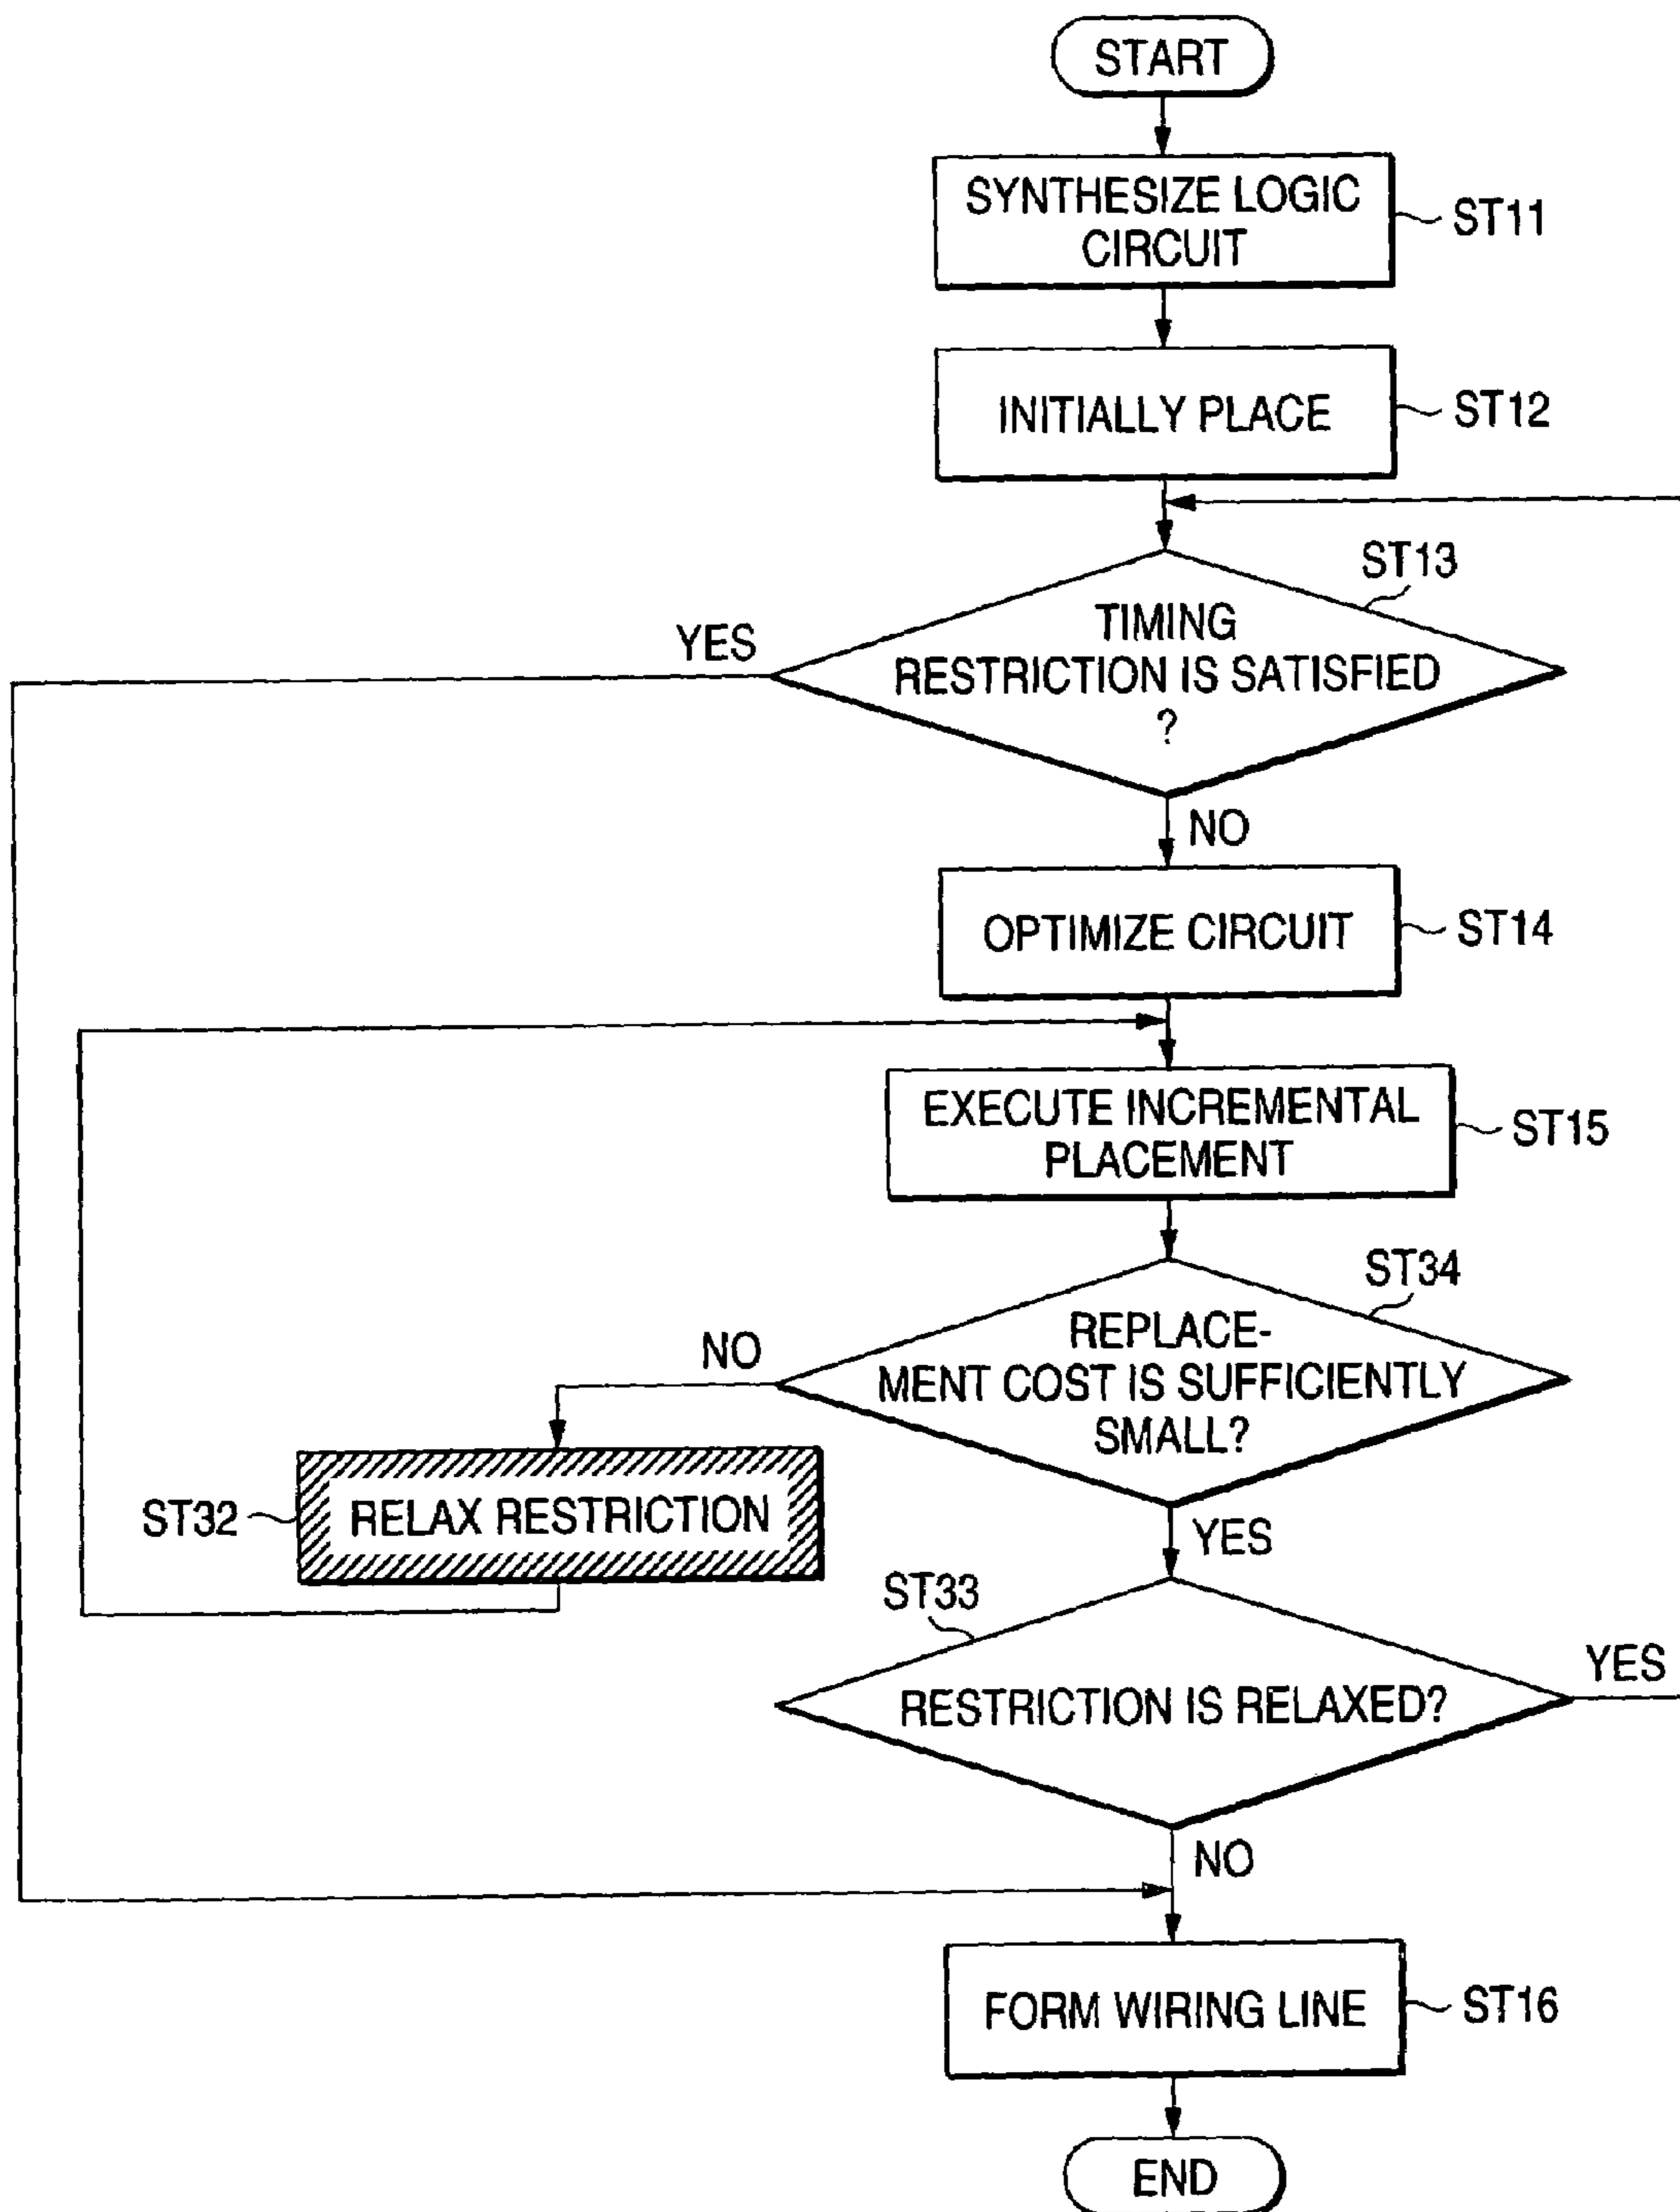 START
SYNTHESIZE LOGIC
CIRCUIT
ST11
INITIALLY PLACE
ST12
ST13
TIMING
RESTRICTION IS SATISFIED
?
YES
NO
OPTIMIZE CIRCUIT
ST14
EXECUTE INCREMENTAL
PLACEMENT
ST15
ST34
REPLACE-
MENT COST IS SUFFICIENTLY
SMALL?
NO
ST32
RELAX RESTRICTION
YES
ST33
RESTRICTION IS RELAXED?
YES
NO
FORM WIRING LINE
ST16
END